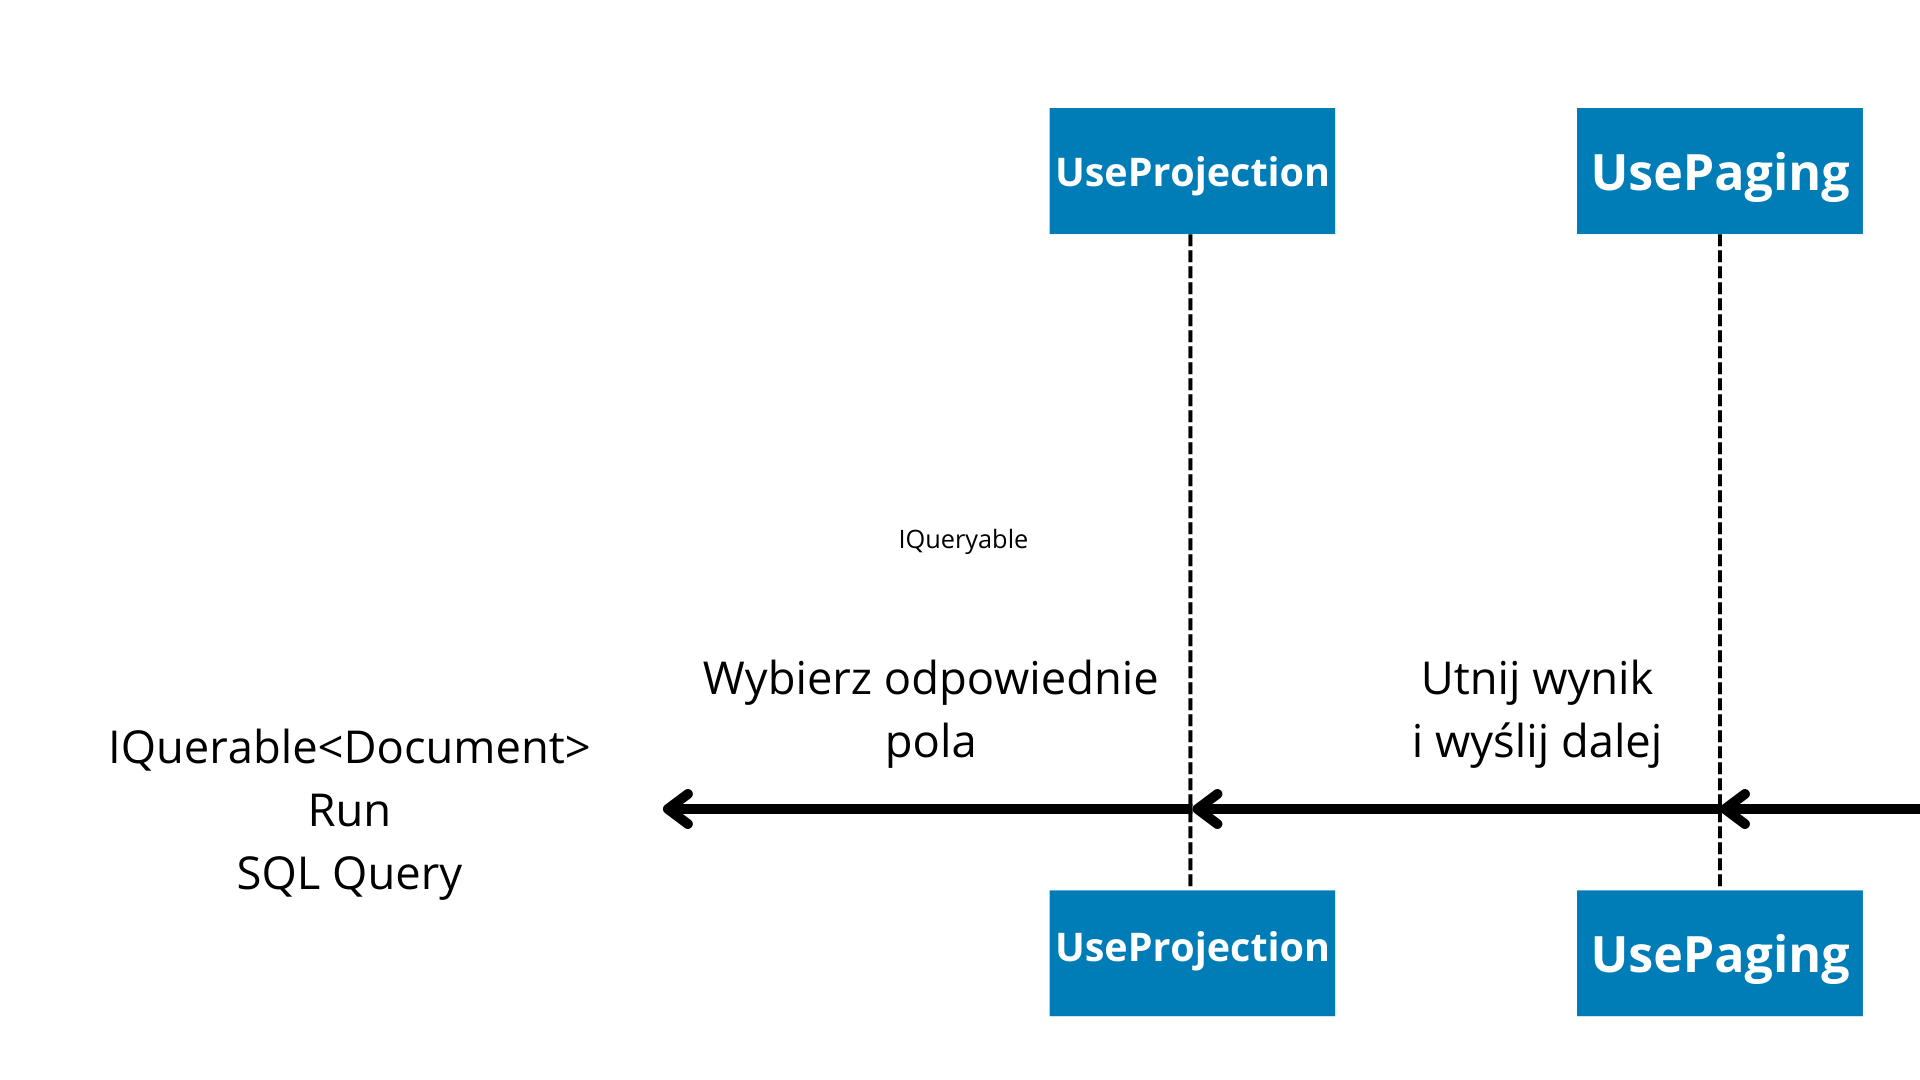 UseProjection
UsePaging
IQueryable
Wybierz odpowiednie
pola
Utnij wynik
i wyślij dalej
IQuerable<Document>
Run
SQL Query
UseProjection
UsePaging